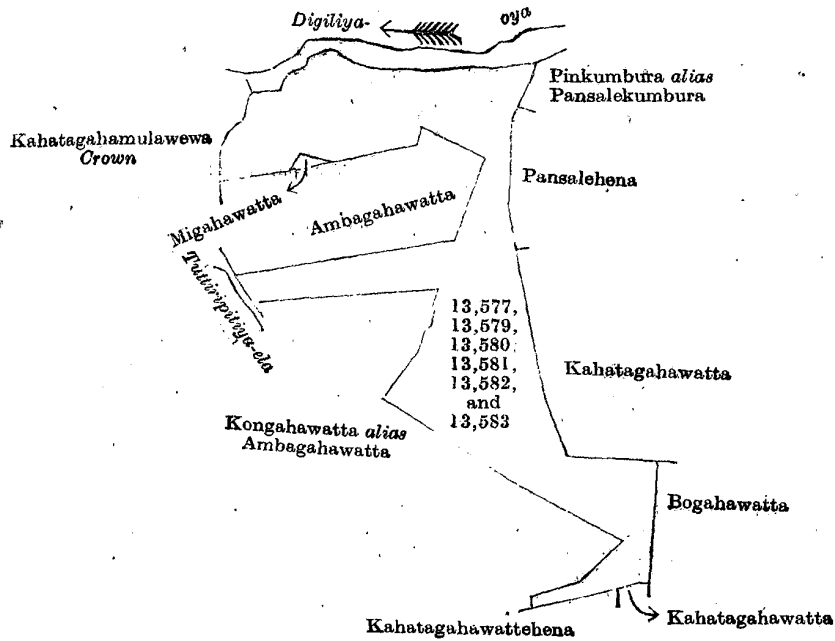 Digiliya- oya
Pinkumbura alias
Pansalekumbura
Kahatagahamulawewa
Crown
Pansalehena
Migahawatta
Ambagahawatta
Tuttiripitiya-ela
13,577,
13,579,
13,580
13,581,
13,582,
and
13,583
Kahatagahawatta
Kongahawatta alias
Ambagahawatta
Bogahawatta
Kahatagahawatta
Kahatagahawattehena